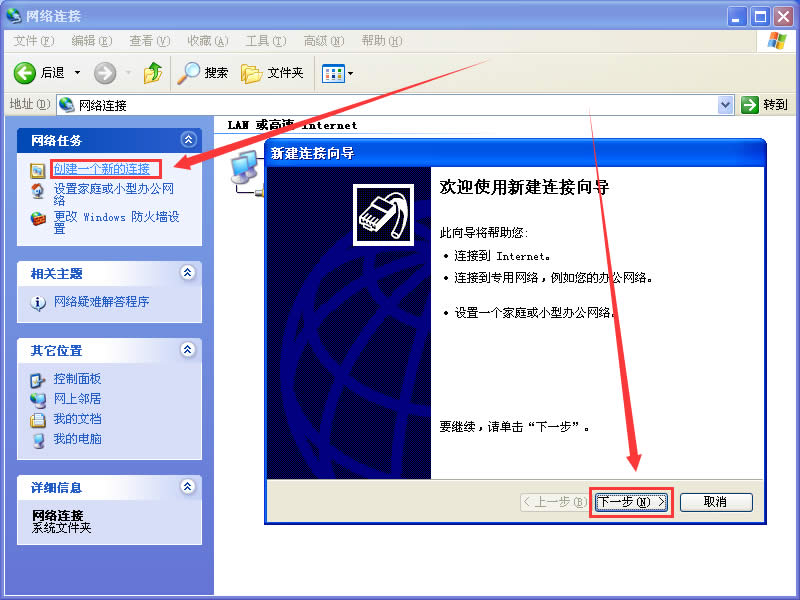 网络连接
文件(F) 编辑(E) 查看(V) 收藏(A) 工具(T) 高级(N) 帮助(H)
后退 搜索 文件夹
地址(D) 网络连接 转到
网络任务
创建一个新的连接
设置家庭或小型办公网
络
更改 Windows 防火墙设
置
相关主题
网络疑难解答程序
其它位置
控制面板
网上邻居
我的文档
我的电脑
详细信息
网络连接
系统文件夹
LAN 或高速 Internet
新建连接向导
欢迎使用新建连接向导
此向导将帮助您:
• 连接到 Internet。
• 连接到专用网络，例如您的办公网络。
• 设置一个家庭或小型办公网络。
要继续，请单击“下一步”。
< 上一步(B) 下一步(N) > 取消